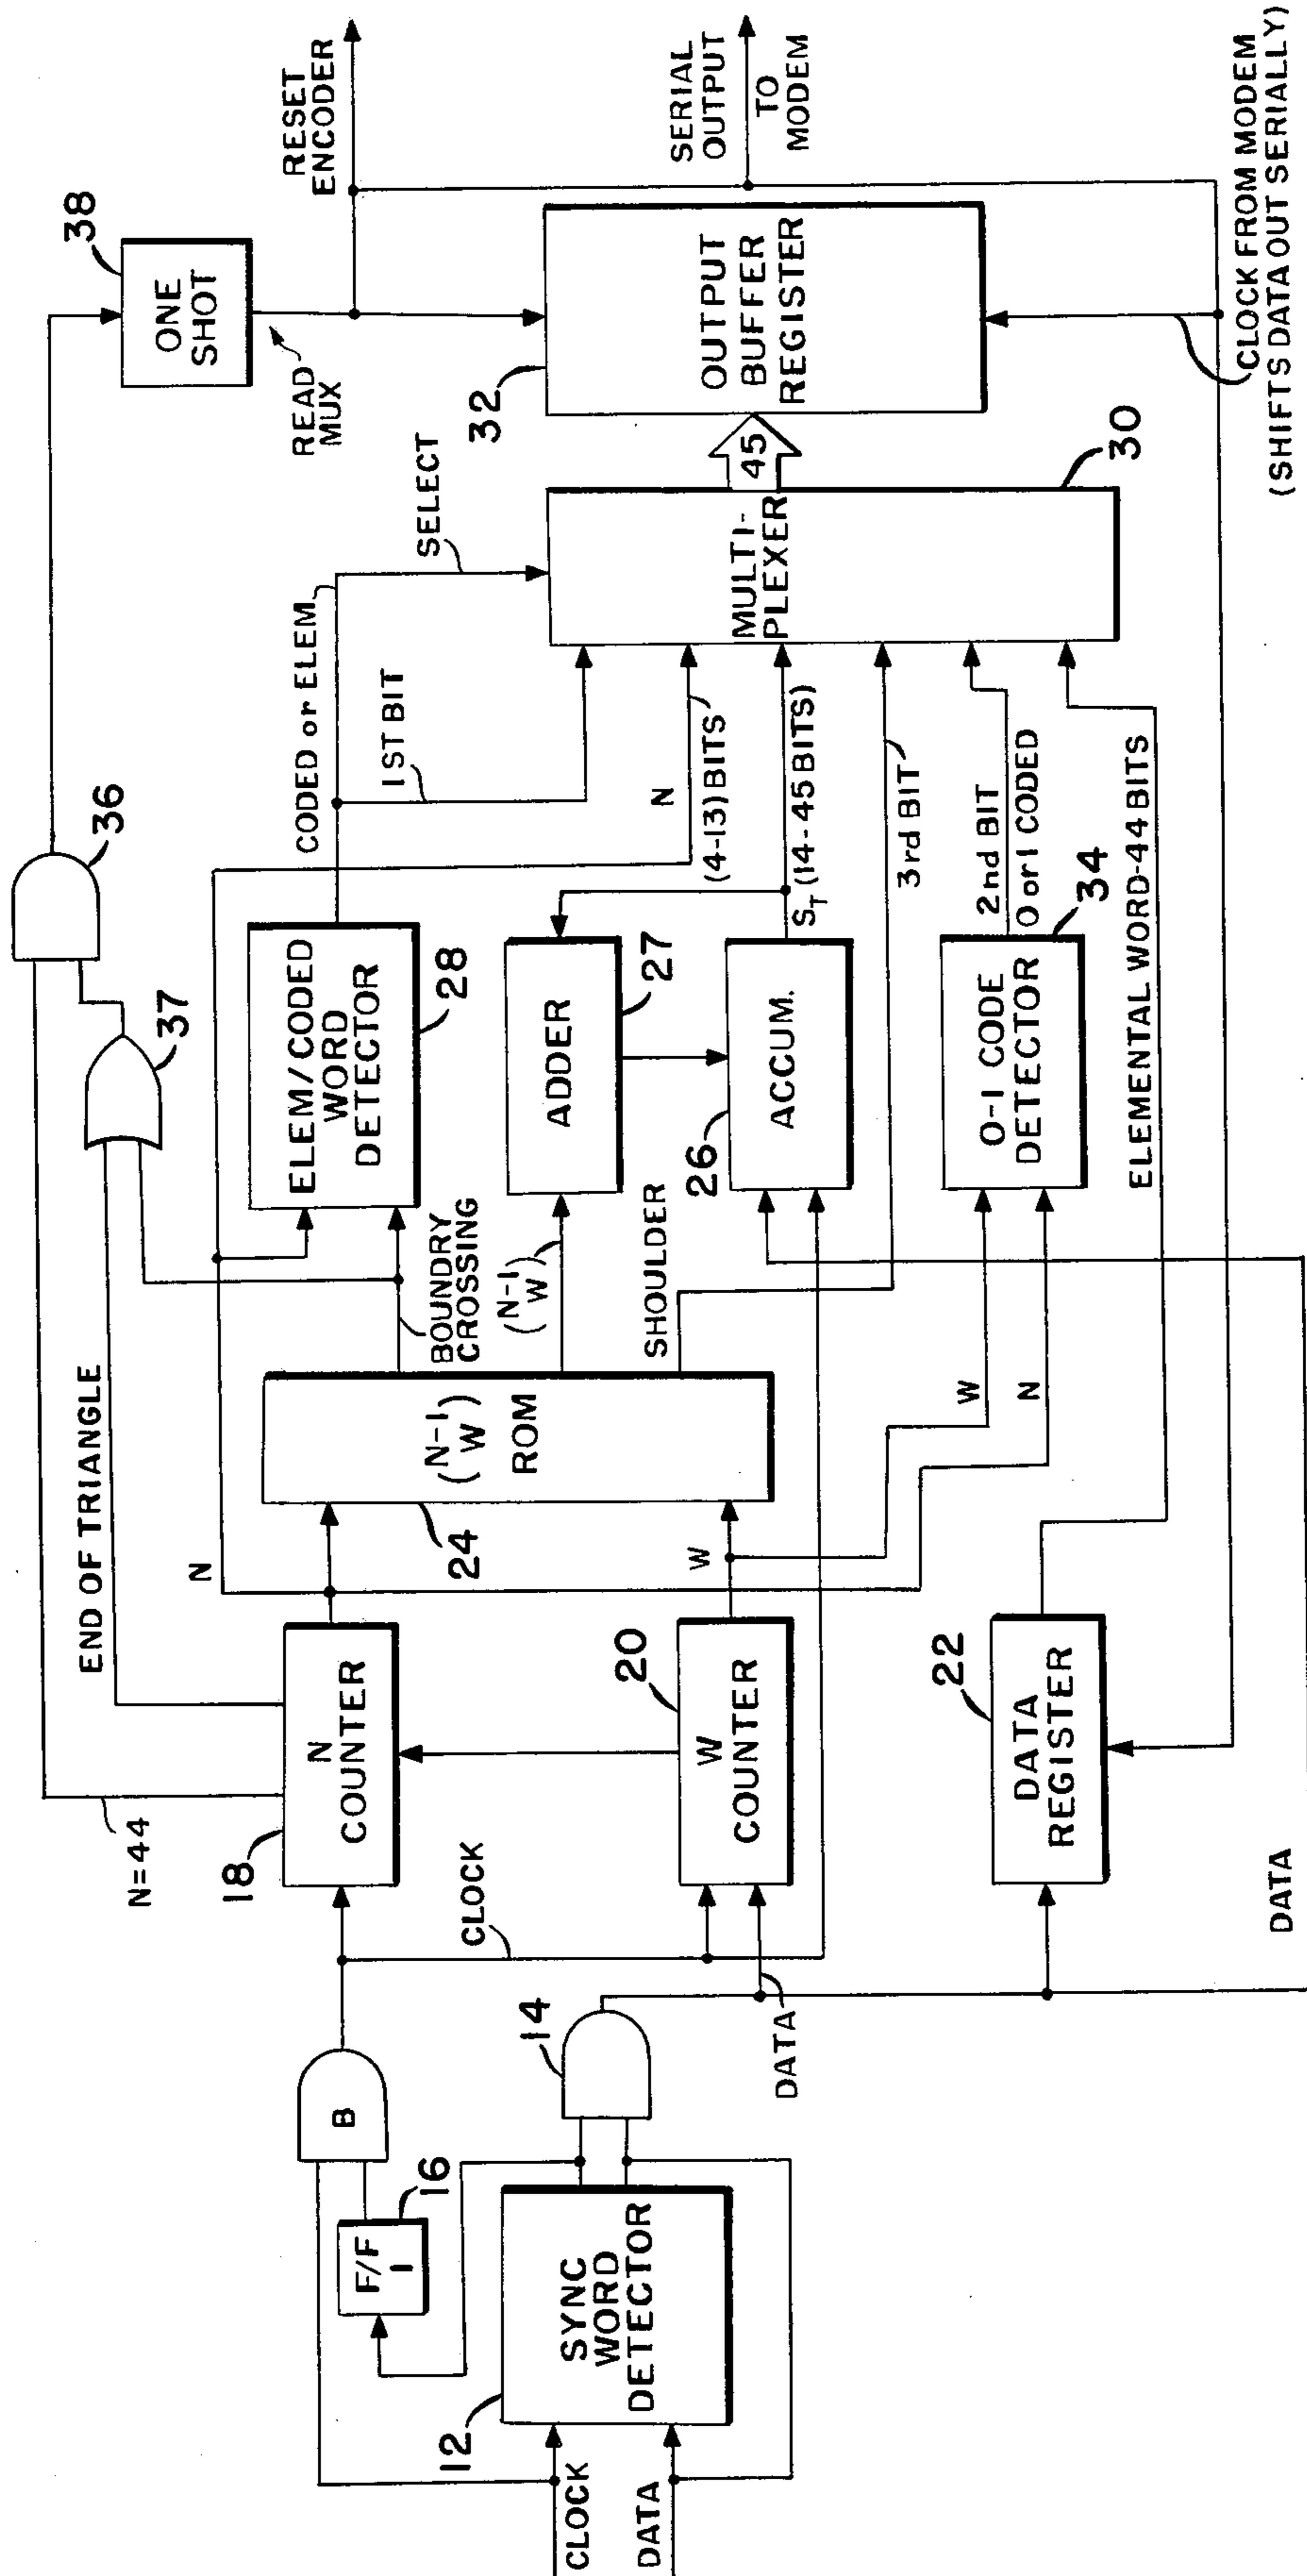 CLOCK
DATA
12
SYNC
WORD
DETECTOR
F/F
1
16
B
14
DATA
CLOCK
18
N
COUNTER
N=44
END OF TRIANGLE
20
W
COUNTER
22
DATA
REGISTER
DATA
N
W
24
(N-1
W)
ROM
W
N
BOUNDRY
CROSSING
(N-1
W)
SHOULDER
ELEM/CODED
WORD
DETECTOR
28
ADDER
27
26
ACCUM.
O-1 CODE
DETECTOR
34
37
36
CODED or ELEM
SELECT
1ST BIT
N
(4-13) BITS
ST (14-45 BITS)
3rd BIT
2nd BIT
0 or 1 CODED
ELEMENTAL WORD-44 BITS
MULTI-
PLEXER
30
45
38
ONE
SHOT
READ
MUX
32
OUTPUT
BUFFER
REGISTER
RESET
ENCODER
SERIAL
OUTPUT
TO
MODEM
CLOCK FROM MODEM
(SHIFTS DATA OUT SERIALLY)